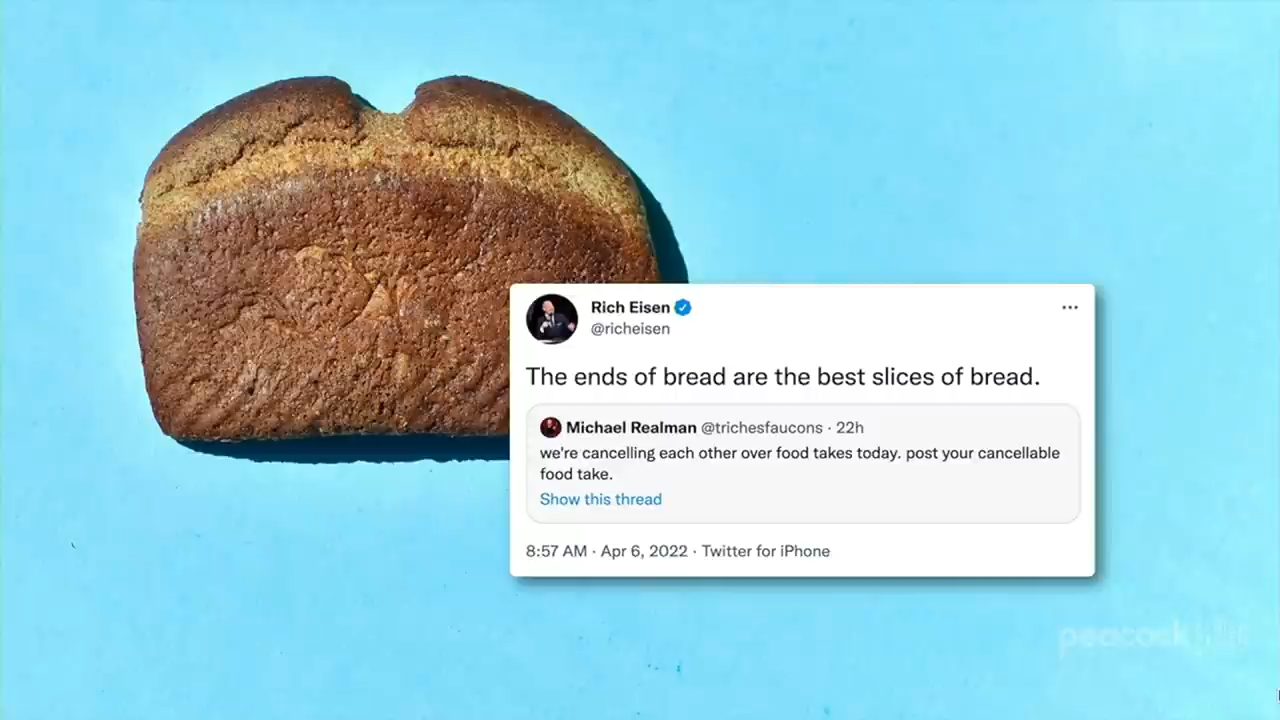 Rich Eisen
@richeisen
The ends of bread are the best slices of bread.
Michael Realman @trichesfaucons · 22h
we're cancelling each other over food takes today. post your cancellable
food take.
Show this thread
8:57 AM · Apr 6, 2022 · Twitter for iPhone
peacock